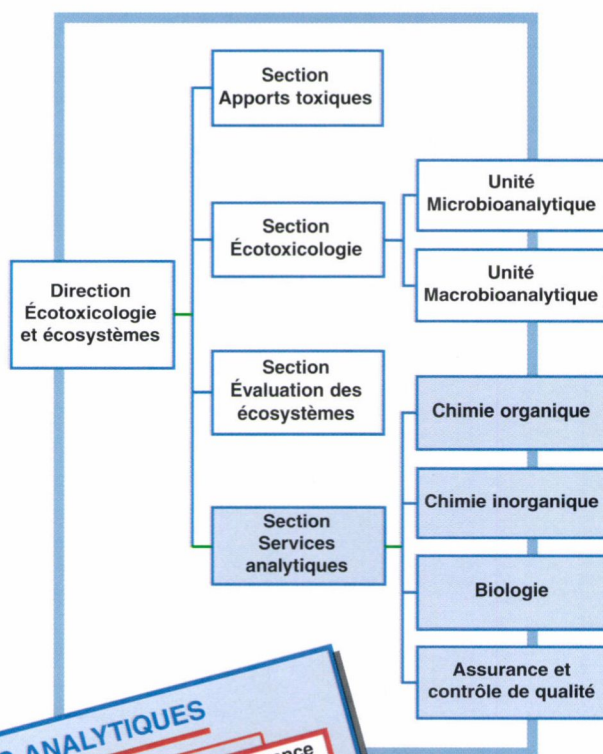 Section
Apports toxiques
Unité
Microbioanalytique
Section
Écotoxicologie
Unité
Macrobioanalytique
Direction
Écotoxicologie
et écosystèmes
Section
Évaluation des
écosystèmes
Chimie organique
Chimie inorganique
Section
Services
analytiques
Biologie
Assurance et
contrôle de qualité
ANALYTIQUES